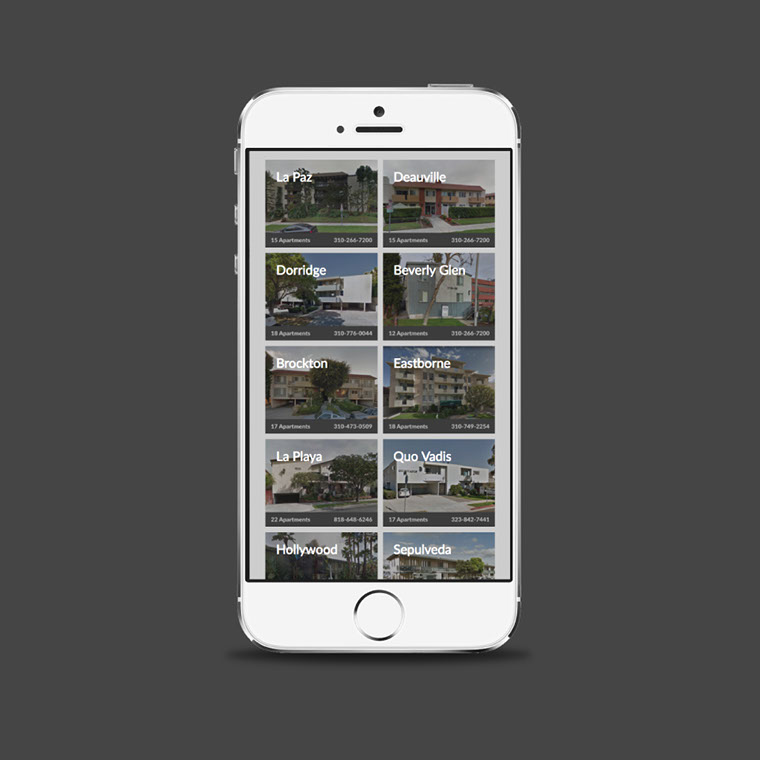 La Paz
Deauville
15 Apartments 310-266-7200
15 Apartments 310-266-7200
Dorridge
Beverly Glen
18 Apartments 310-776-0044
12 Apartments 310-266-7200
Brockton
Eastborne
17 Apartments 310-473-0509
18 Apartments 310-749-2254
La Playa
Quo Vadis
22 Apartments 818-648-6246
17 Apartments 323-842-7441
Hollywood
Sepulveda